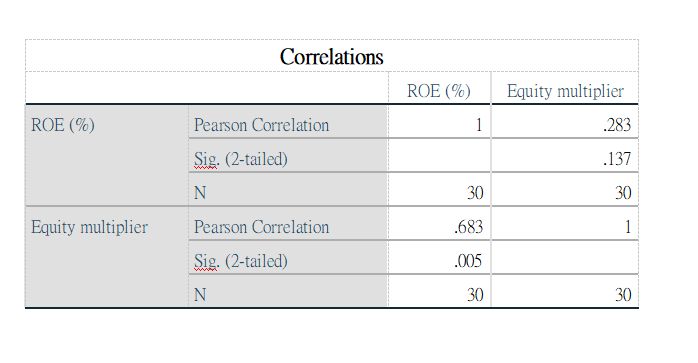 Correlations
ROE (%) Equity multiplier
ROE (%) Pearson Correlation 1 .283
Sig. (2-tailed) .137
N 30 30
Equity multiplier Pearson Correlation .683 1
Sig. (2-tailed) .005
N 30 30